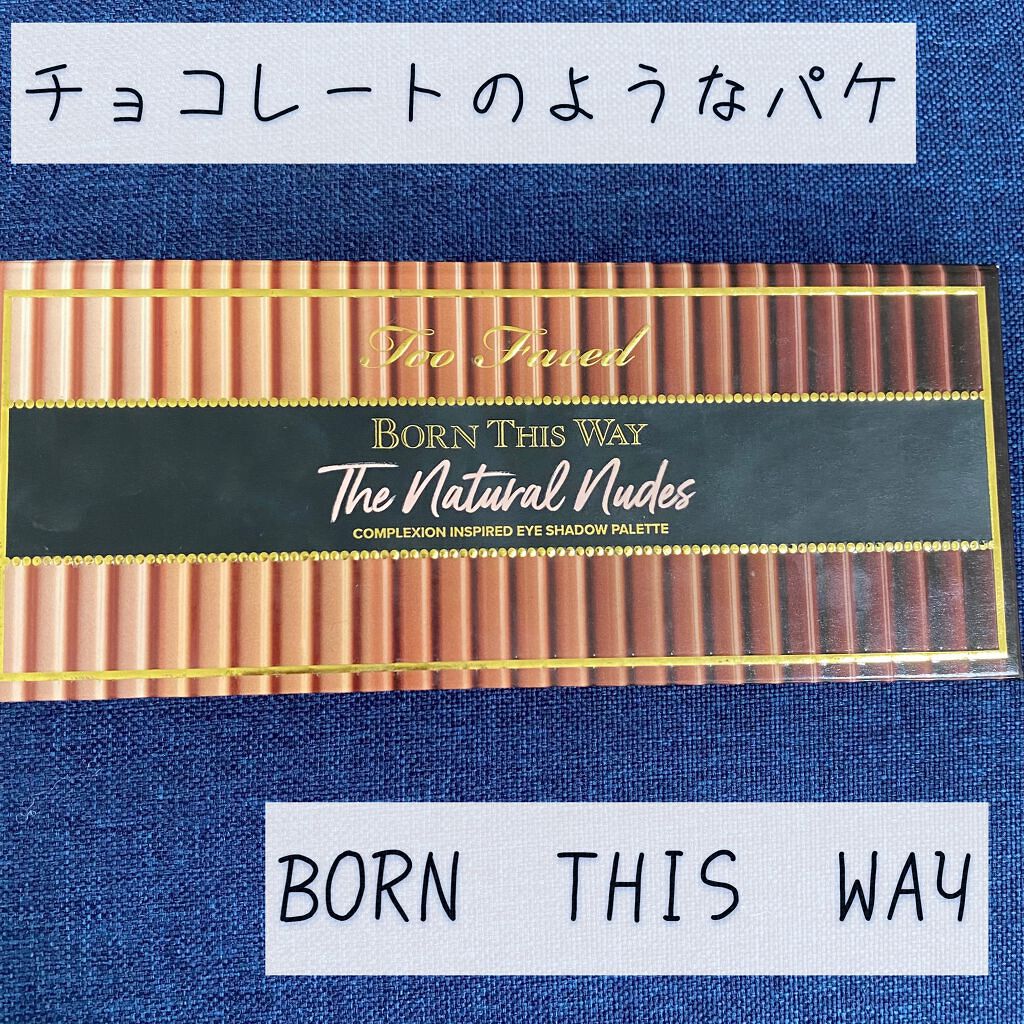 チョコレートのようなパケ
Too Faced
BORN THIS WAY
The Natural Nudes
COMPLEXION INSPIRED EYE SHADOW PALETTE
BORN THIS WAY